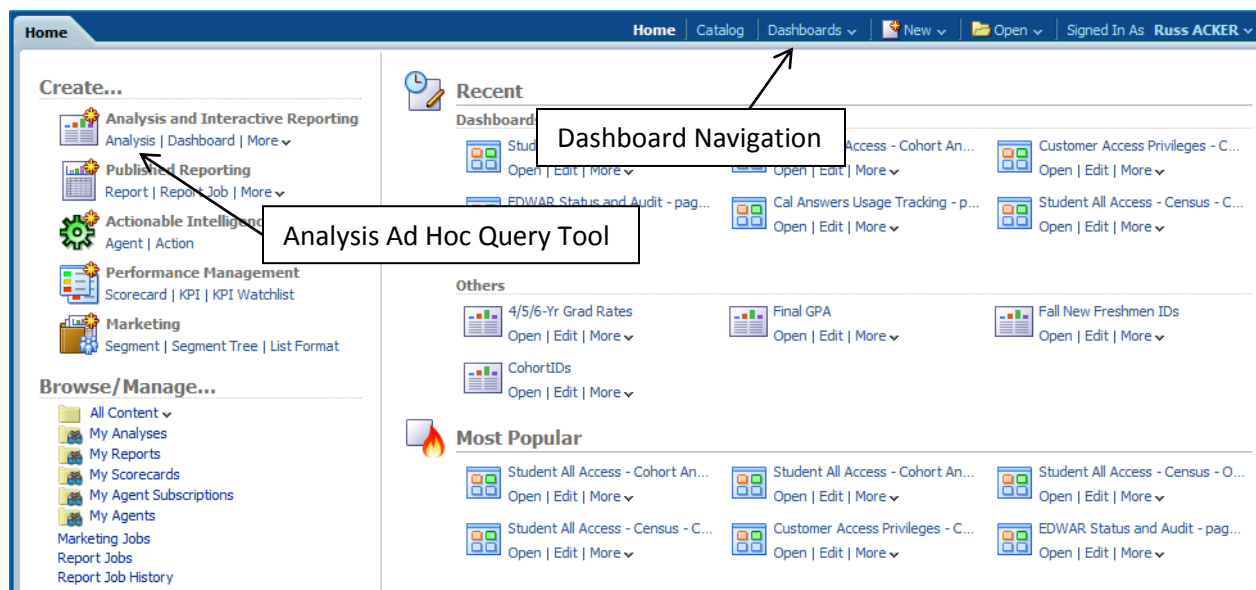 Home
Home Catalog Dashboards New Open Signed In As Russ ACKER
Create...
Analysis and Interactive Reporting
Analysis | Dashboard | More
Published Reporting
Report | Report Job | More
Actionable Intelligenc
Agent | Action
Performance Management
Scorecard | KPI | KPI Watchlist
Marketing
Segment | Segment Tree | List Format
Browse/Manage...
All Content
My Analyses
My Reports
My Scorecards
My Agent Subscriptions
My Agents
Marketing Jobs
Report Jobs
Report Job History
Analysis Ad Hoc Query Tool
Dashboard Navigation
Recent
Dashboards
Stud Access - Cohort An... Customer Access Privileges - C...
Open | Edit | More Open | Edit | More Open | Edit | More
EDWAR Status and Audit - pag... Cal Answers Usage Tracking - p... Student All Access - Census - C...
Open | Edit | More Open | Edit | More
Others
4/5/6-Yr Grad Rates Final GPA Fall New Freshmen IDs
Open | Edit | More Open | Edit | More Open | Edit | More
CohortIDs
Open | Edit | More
Most Popular
Student All Access - Cohort An... Student All Access - Cohort An... Student All Access - Census - O...
Open | Edit | More Open | Edit | More Open | Edit | More
Student All Access - Census - C... Customer Access Privileges - C... EDWAR Status and Audit - pag...
Open | Edit | More Open | Edit | More Open | Edit | More